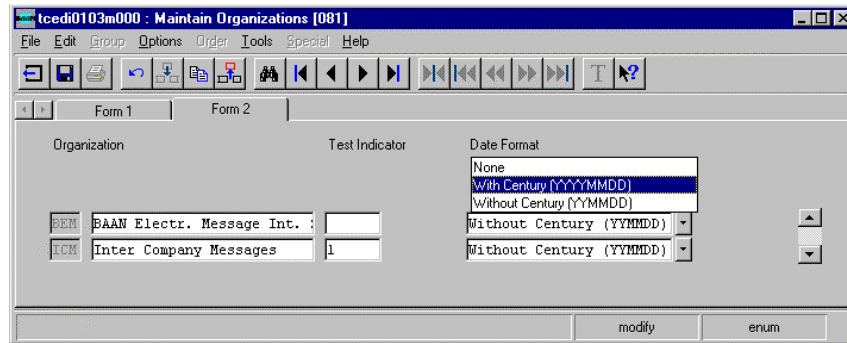 BAAN tcedi0103m000 : Maintain Organizations [081]
File Edit Group Options Order Tools Special Help
T ?
Form 1 Form 2
Organization Test Indicator Date Format
None
With Century (YYYYMMDD)
Without Century (YYMMDD)
BEM BAAN Electr. Message Int. Without Century (YYMMDD)
ICM Inter Company Messages 1 Without Century (YYMMDD)
modify enum